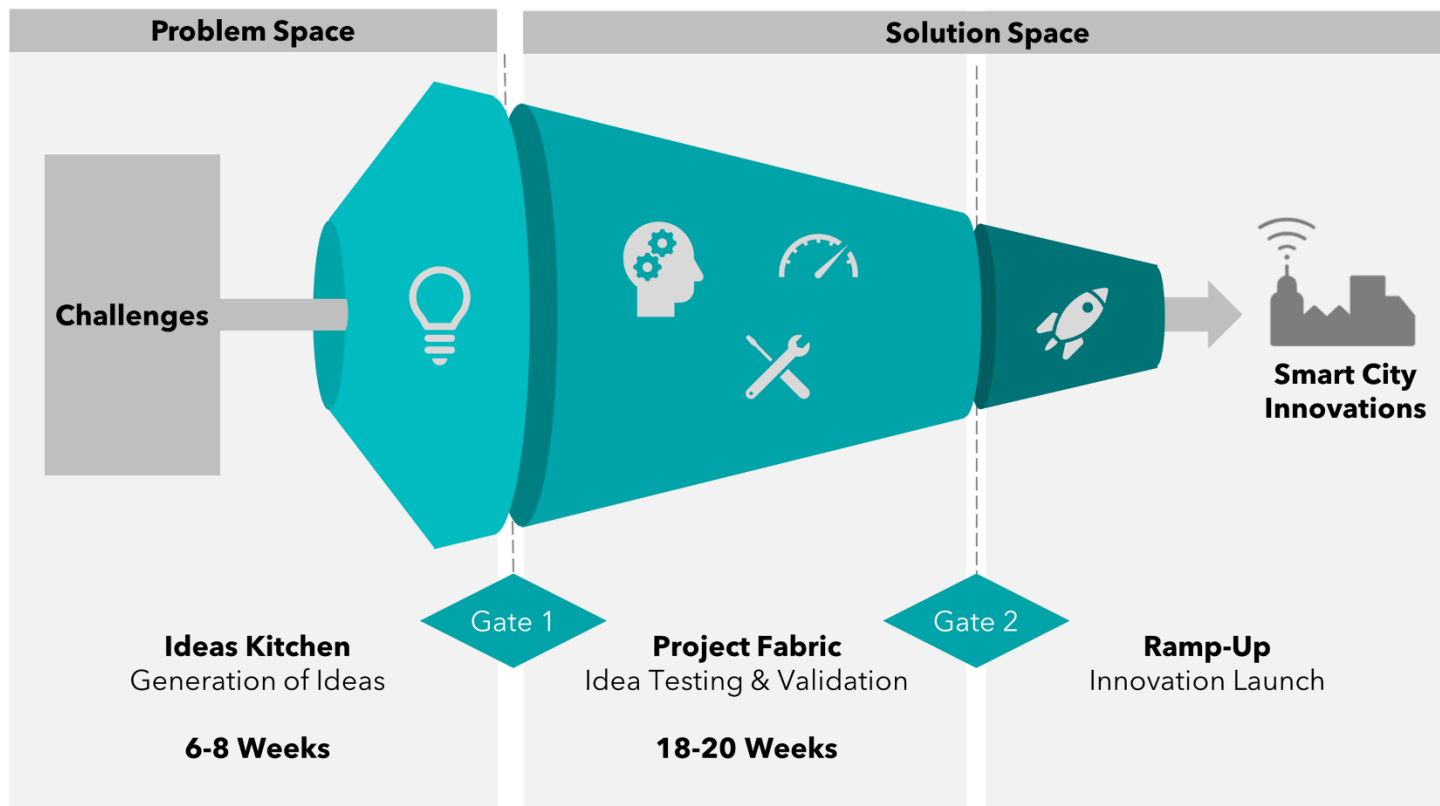 Problem Space
Solution Space
Challenges
Smart City
Innovations
Gate 1
Gate 2
Ideas Kitchen
Generation of Ideas
6-8 Weeks
Project Fabric
Idea Testing & Validation
18-20 Weeks
Ramp-Up
Innovation Launch